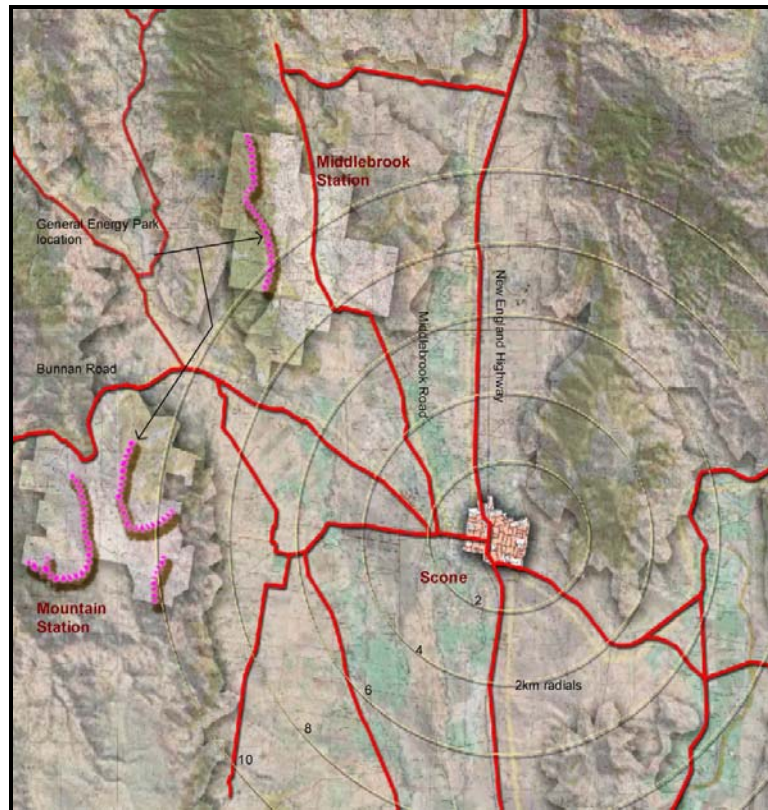 Middlebrook
Station
General Energy Park
location
New England Highway
Middlebrook Road
Bunnan Road
Scone
Mountain
Station
2
4
2km radials
6
8
10